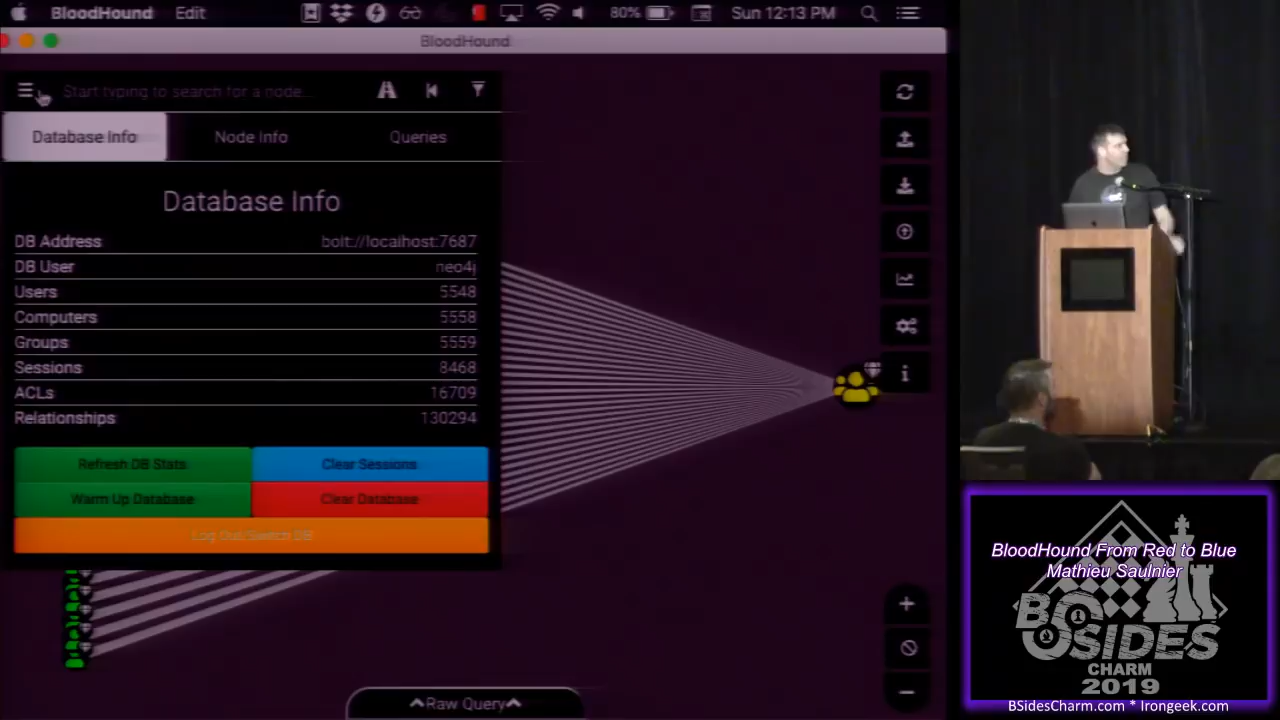 BloodHound Edit 80% Sun 12:13 PM
BloodHound
Start typing to search for a node...
Database Info Node Info Queries
Database Info
DB Address bolt://localhost:7687
DB User neo4j
Users 5548
Computers 5558
Groups 5559
Sessions 8468
ACLs 16709
Relationships 130294
Refresh DB Stats Clear Sessions
Warm Up Database Clear Database
Log Out/Switch DB
Raw Query
BloodHound From Red to Blue
Mathieu Saulnier
BSIDES
CHARM
2019
BSidesCharm.com * Irongeek.com